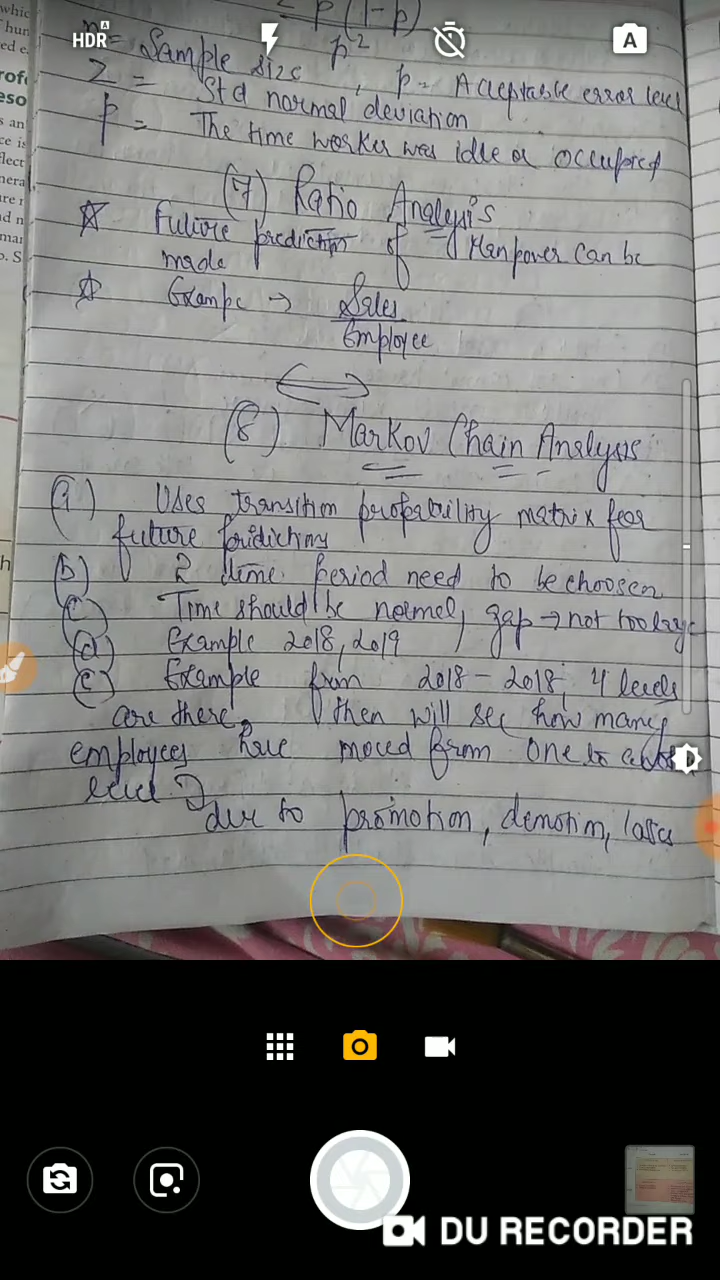 HDR
A
Z P (1-p)
p²
n = Sample size , p = Acceptable error level
Z = Std normal deviation
p = The time worker was idle or occupied
(7) Ratio Analysis
☆ Future prediction of Manpower can be
made
☆ Exampe → Sales
Employee
(8) Markov Chain Analysis
(a) Uses transition probability matrix for
future
(b) 2 time period need to be choosen
(c) Time should be normal, gap → not too large
(d) Example 2018, 2019
(e) Example from 2018 - 2018, 4 levels
are there, then will see how many
employees have moved from one to
level ?
due to promotion, demotion,
DU RECORDER